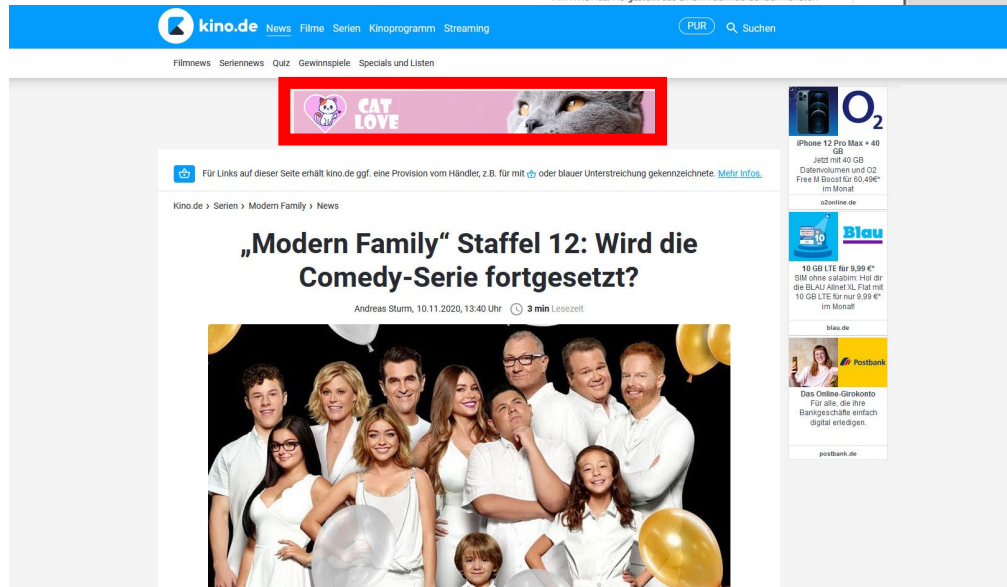 kino.de News Filme Serien Kinoprogramm Streaming PUR Suchen
Filmnews Seriennews Quiz Gewinnspiele Specials und Listen
CAT
LOVE
Für Links auf dieser Seite erhält kino.de ggf. eine Provision vom Händler, z.B. für mit oder blauer Unterstreichung gekennzeichnete. Mehr Infos.
Kino.de › Serien › Modern Family › News
„Modern Family“ Staffel 12: Wird die
Comedy-Serie fortgesetzt?
Andreas Sturm, 10.11.2020, 13:40 Uhr 3 min Lesezeit
O2
iPhone 12 Pro Max + 40
GB
Jetzt mit 40 GB
Datenvolumen und O2
Free M Boost für 60,49€*
im Monat
o2online.de
10
Blau
10 GB LTE für 9,99 €*
SIM ohne salabim: Hol dir
die BLAU Allnet XL Flat mit
10 GB LTE für nur 9,99 €*
im Monat!
blau.de
Postbank
Das Online-Girokonto
Für alle, die ihre
Bankgeschäfte einfach
digital erledigen.
postbank.de